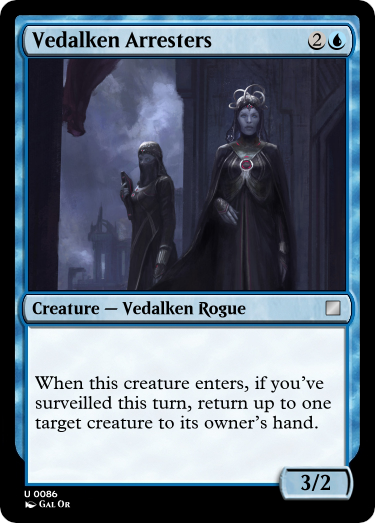 Vedalken Arresters 2
Creature — Vedalken Rogue
When this creature enters, if you've
surveilled this turn, return up to one
target creature to its owner's hand.
3/2
U 0086
Gal Or